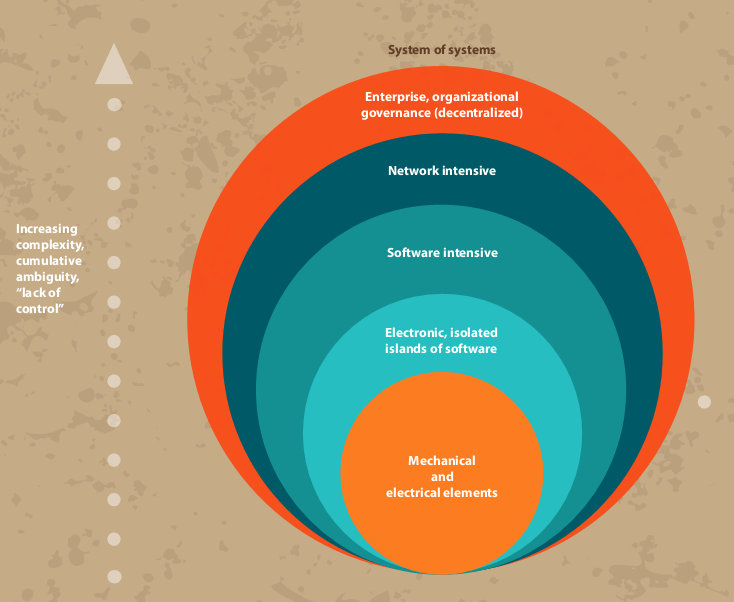 System of systems
Enterprise, organizational
governance (decentralized)
Network intensive
Software intensive
Electronic, isolated
islands of software
Mechanical
and
electrical elements
Increasing
complexity,
cumulative
ambiguity,
“lack of
control”